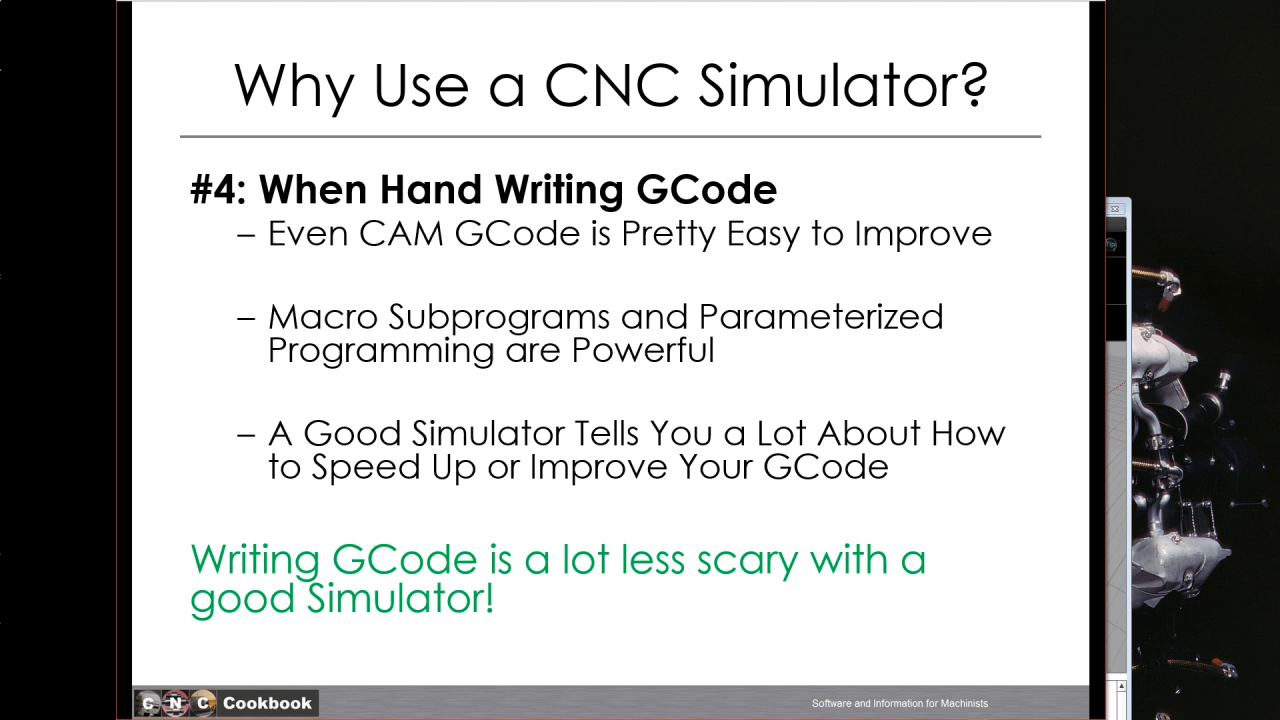 Why Use a CNC Simulator?
#4: When Hand Writing GCode
– Even CAM GCode is Pretty Easy to Improve
– Macro Subprograms and Parameterized
Programming are Powerful
– A Good Simulator Tells You a Lot About How
to Speed Up or Improve Your GCode
Writing GCode is a lot less scary with a
good Simulator!
CNC Cookbook
Software and Information for Machinists